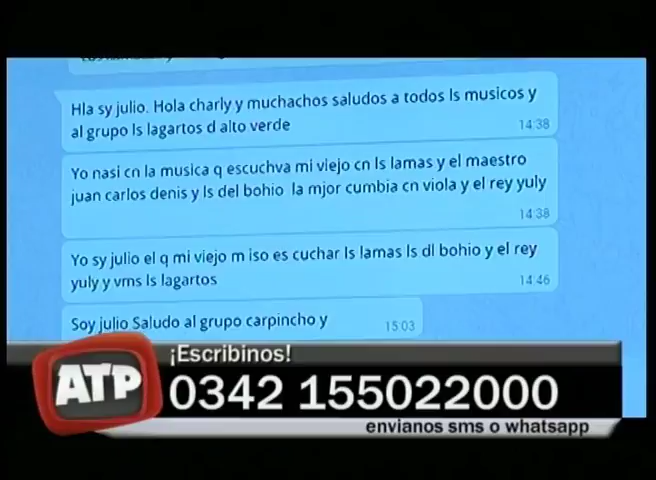 Hla sy julio. Hola charly y muchachos saludos a todos ls musicos y
al grupo ls lagartos d alto verde
14:38
Yo nasi cn la musica q escuchva mi viejo cn ls lamas y el maestro
juan carlos denis y ls del bohio la mjor cumbia cn viola y el rey yuly
14:38
Yo sy julio el q mi viejo m iso es cuchar ls lamas ls dl bohio y el rey
yuly y vms ls lagartos
14:46
Soy julio Saludo al grupo carpincho y
15:03
¡Escribinos!
ATP
0342 155022000
envianos sms o whatsapp